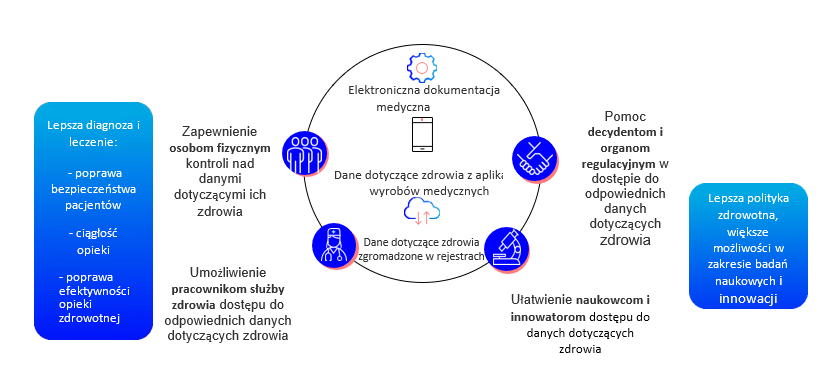 Lepsza diagnoza i
leczenie:
- poprawa
bezpieczeństwa
pacjentów
- ciągłość
opieki
- poprawa
efektywności
opieki
zdrowotnej
Zapewnienie
osobom fizycznym
kontroli nad
danymi
dotyczącymi ich
zdrowia
Umożliwienie
pracownikom służby
zdrowia dostępu do
odpowiednich danych
dotyczących zdrowia
Elektroniczna dokumentacja
medyczna
Dane dotyczące zdrowia z aplika
wyrobów medycznych
Dane dotyczące zdrowia
zgromadzone w rejestrach
Pomoc
decydentom i
organom
regulacyjnym w
dostępie do
odpowiednich
danych
dotyczących
zdrowia
Ułatwienie naukowcom i
innowatorom dostępu do
danych dotyczących
zdrowia
Lepsza polityka
zdrowotna,
większe
możliwości w
zakresie badań
naukowych i
innowacji